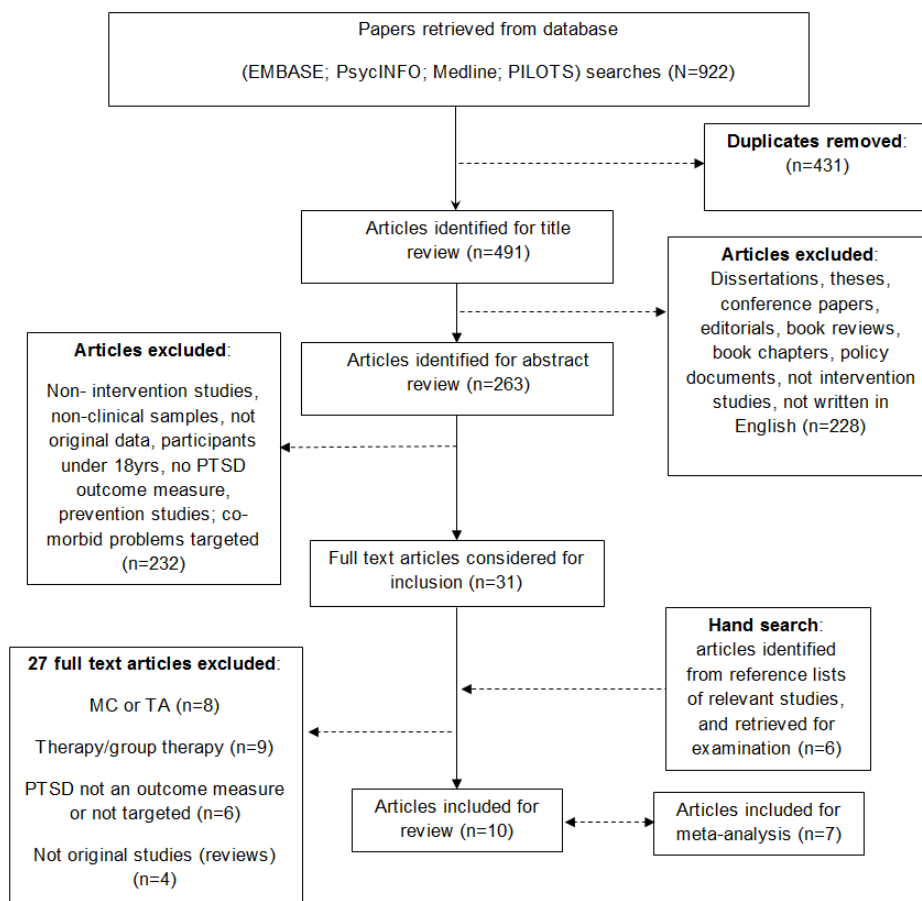 Papers retrieved from database
(EMBASE; PsycINFO; Medline; PILOTS) searches (N=922)
Duplicates removed:
(n=431)
Articles identified for title
review (n=491)
Articles excluded:
Dissertations, theses,
conference papers,
editorials, book reviews,
book chapters, policy
documents, not intervention
studies, not written in
English (n=228)
Articles identified for abstract
review (n=263)
Articles excluded:
Non- intervention studies,
non-clinical samples, not
original data, participants
under 18yrs, no PTSD
outcome measure,
prevention studies; co-
morbid problems targeted
(n=232)
Full text articles considered for
inclusion (n=31)
Hand search:
articles identified
from reference lists
of relevant studies,
and retrieved for
examination (n=6)
27 full text articles excluded:
MC or TA (n=8)
Therapy/group therapy (n=9)
PTSD not an outcome measure
or not targeted (n=6)
Not original studies (reviews)
(n=4)
Articles included for
review (n=10)
Articles included for
meta-analysis (n=7)